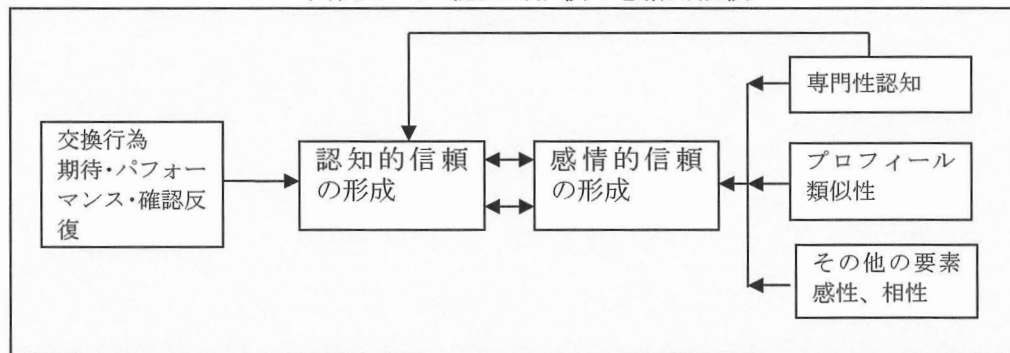 専門性認知
交換行為
期待・パフォー
マンス・確認反
復
認知的信頼
の形成
感情的信頼
の形成
プロフィール
類似性
その他の要素
感性、相性